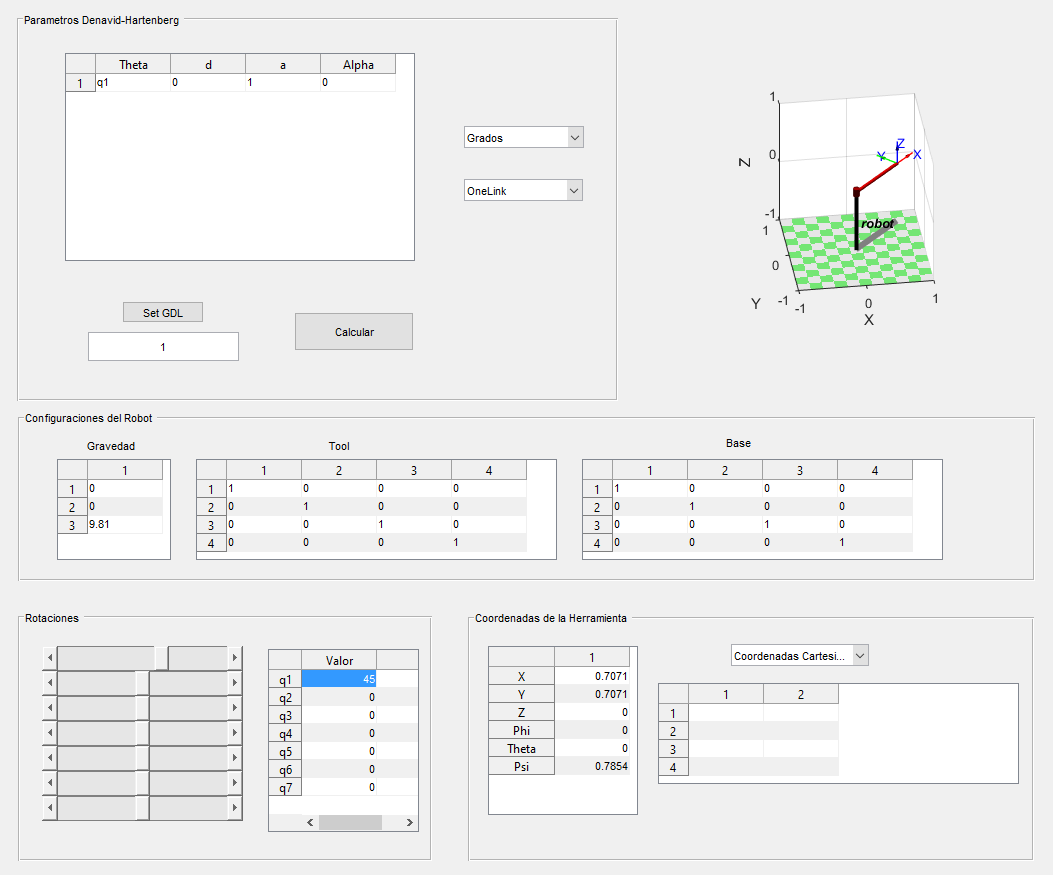 Parametros Denavid-Hartenberg
Theta d a Alpha
1 q1 0 1 0
Grados
OneLink
Set GDL
1
Calcular
1
0
-1
Z
1
0
-1
Y
-1
0
1
X
robot
X
Y
Z
Configuraciones del Robot
Gravedad
1
1 0
2 0
3 9.81
Tool
1 2 3 4
1 1 0 0 0
2 0 1 0 0
3 0 0 1 0
4 0 0 0 1
Base
1 2 3 4
1 1 0 0 0
2 0 1 0 0
3 0 0 1 0
4 0 0 0 1
Rotaciones
Valor
q1 45
q2 0
q3 0
q4 0
q5 0
q6 0
q7 0
Coordenadas de la Herramienta
1
X 0.7071
Y 0.7071
Z 0
Phi 0
Theta 0
Psi 0.7854
Coordenadas Cartesi...
1 2
1
2
3
4